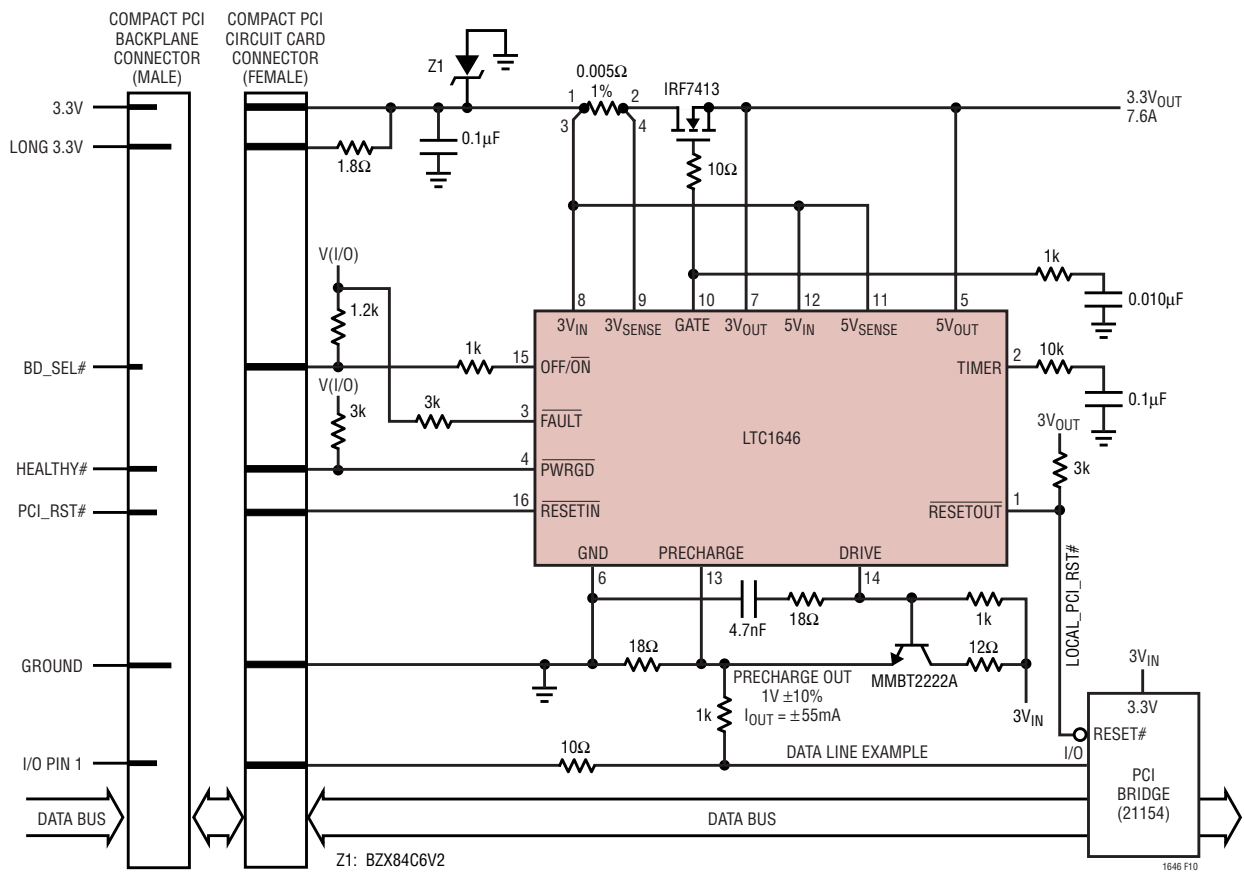 COMPACT PCI
BACKPLANE
CONNECTOR
(MALE)
COMPACT PCI
CIRCUIT CARD
CONNECTOR
(FEMALE)
Z1
0.005Ω
1%
IRF7413
3.3V
1
2
3
4
3.3VOUT
7.6A
LONG 3.3V
1.8Ω
0.1µF
10Ω
V(I/O)
1.2k
1k
0.010µF
8
9
10
7
12
11
5
3VIN
3VSENSE
GATE
3VOUT
5VIN
5VSENSE
5VOUT
BD_SEL#
1k
15
OFF/ON
TIMER
2
10k
0.1µF
V(I/O)
3k
3k
3
FAULT
LTC1646
3VOUT
3k
HEALTHY#
4
PWRGD
PCI_RST#
16
RESETIN
RESETOUT
1
GND
PRECHARGE
DRIVE
6
13
14
LOCAL_PCI_RST#
4.7nF
18Ω
1k
GROUND
18Ω
12Ω
MMBT2222A
PRECHARGE OUT
1V ±10%
IOUT = ±55mA
1k
3VIN
3VIN
3.3V
RESET#
I/O PIN 1
10Ω
DATA LINE EXAMPLE
I/O
PCI
BRIDGE
(21154)
DATA BUS
DATA BUS
Z1: BZX84C6V2
1646 F10